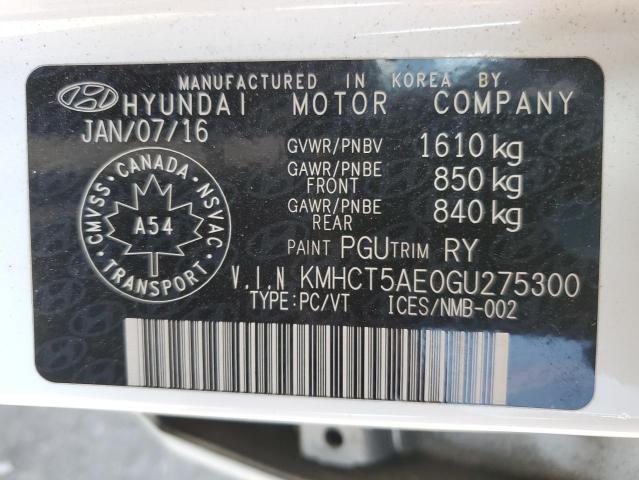 MANUFACTURED IN KOREA BY
HYUNDAI MOTOR COMPANY
JAN/07/16
GVWR/PNBV 1610 kg
GAWR/PNBE FRONT 850 kg
GAWR/PNBE REAR 840 kg
PAINT PGU TRIM RY
CMVSS CANADA NSVAC
A54
TRANSPORT
V.I.N KMHCT5AE0GU275300
TYPE:PC/VT ICES/NMB-002